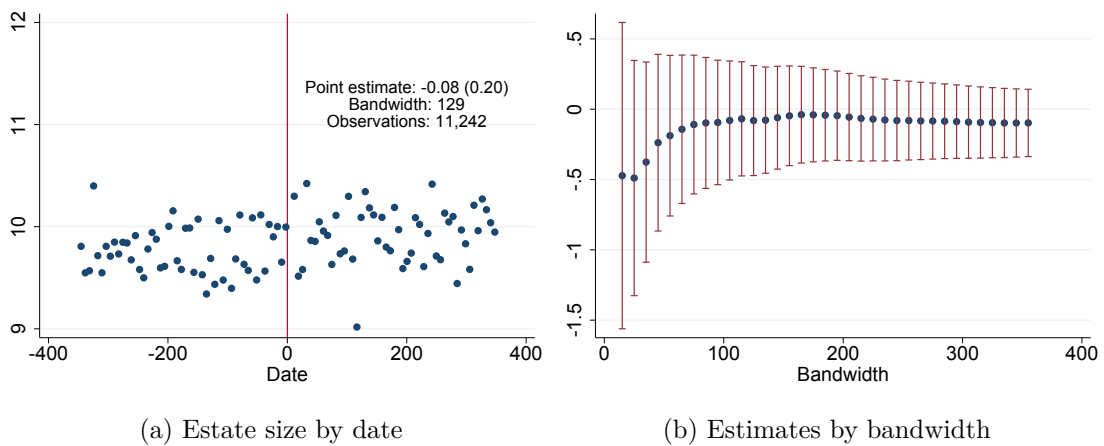 12
11
10
9
Point estimate: -0.08 (0.20)
Bandwidth: 129
Observations: 11,242
-400
-200
0
200
400
Date
.5
0
-.5
-1
-1.5
0
100
200
300
400
Bandwidth
(a) Estate size by date
(b) Estimates by bandwidth